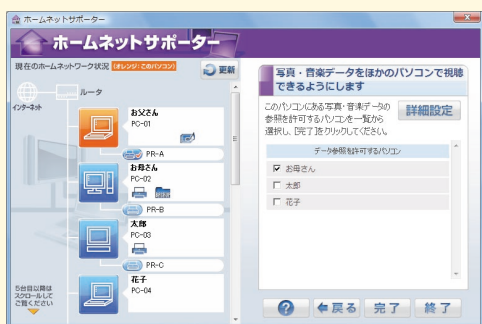 ホームネットサポーター
ホームネットサポーター
現在のホームネットワーク状況 [オレンジ:このパソコン]
更新
ルータ
インターネット
お父さん
PC-01
PR-A
お母さん
PC-02
PR-B
太郎
PC-03
PR-C
花子
PC-04
5台目以降は
スクロールして
ご覧ください
写真・音楽データをほかのパソコンで視聴
できるようにします
このパソコンにある写真・音楽データの
参照を許可するパソコンを一覧から
選択し、[完了]をクリックしてください。
詳細設定
データ参照を許可するパソコン
お母さん
太郎
花子
?
戻る
完了
終了